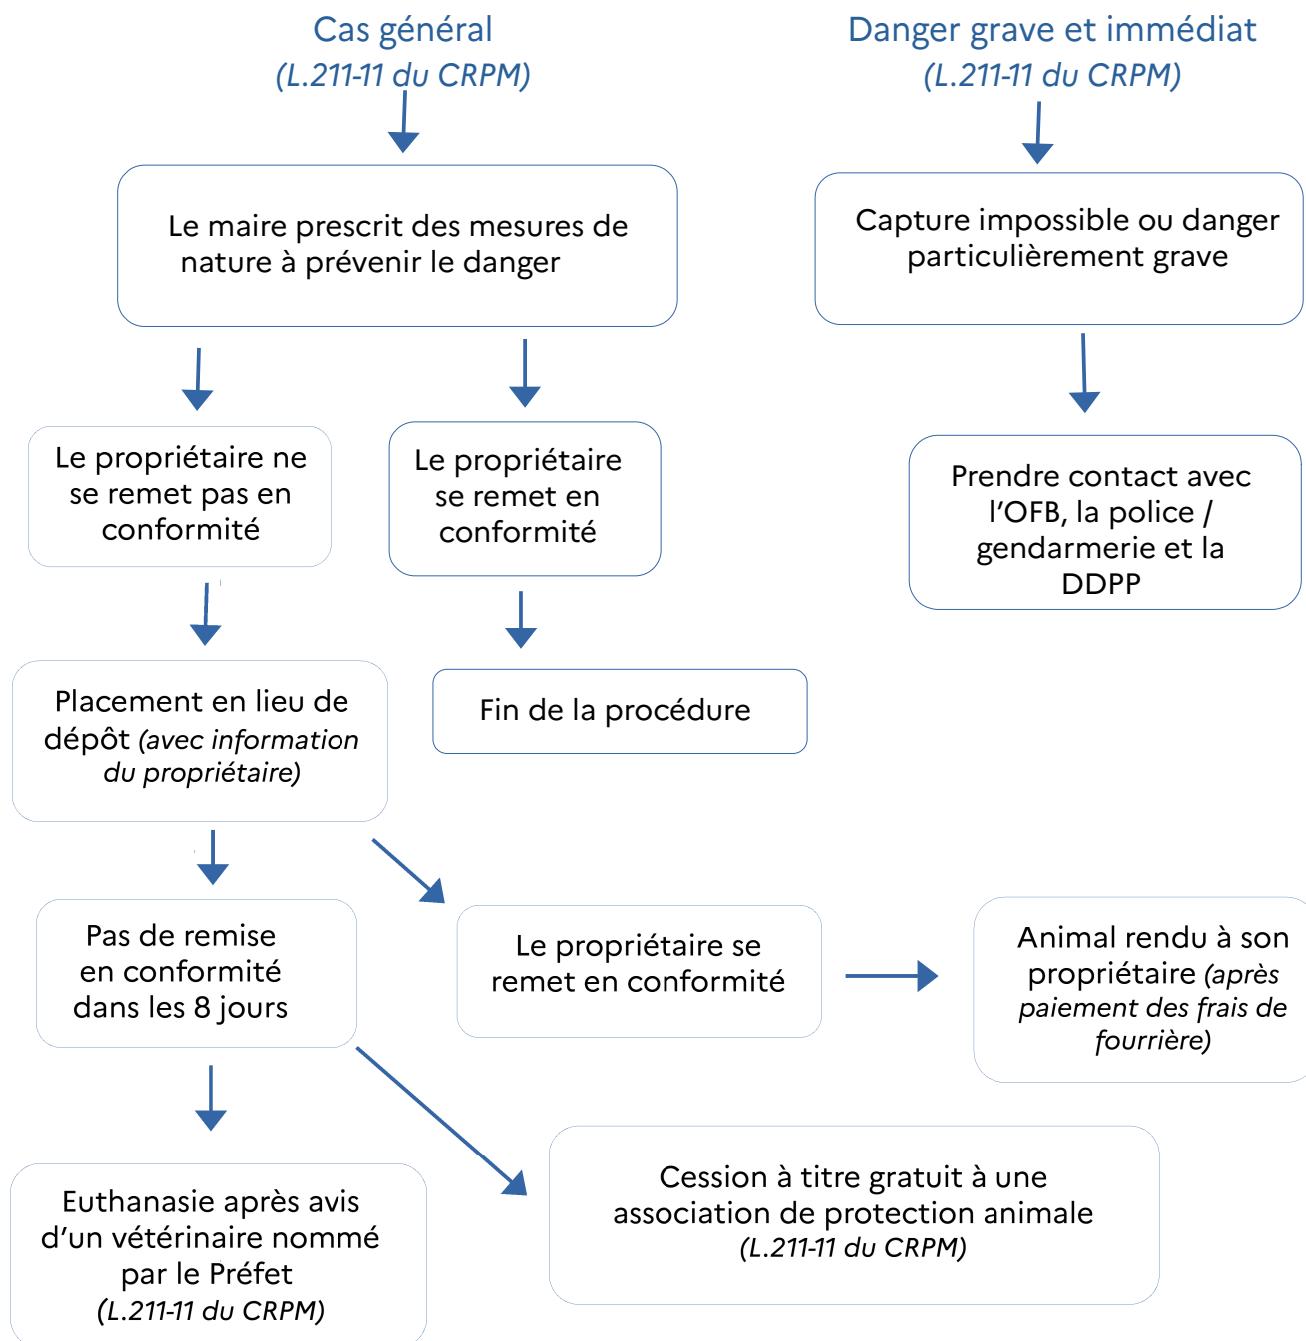 Cas général
(L.211-11 du CRPM)
Danger grave et immédiat
(L.211-11 du CRPM)
Le maire prescrit des mesures de
nature à prévenir le danger
Capture impossible ou danger
particulièrement grave
Le propriétaire ne
se remet pas en
conformité
Le propriétaire
se remet en
conformité
Prendre contact avec
l’OFB, la police /
gendarmerie et la
DDPP
Placement en lieu de
dépôt (avec information
du propriétaire)
Fin de la procédure
Pas de remise
en conformité
dans les 8 jours
Le propriétaire se
remet en conformité
Animal rendu à son
propriétaire (après
paiement des frais de
fourrière)
Euthanasie après avis
d’un vétérinaire nommé
par le Préfet
(L.211-11 du CRPM)
Cession à titre gratuit à une
association de protection animale
(L.211-11 du CRPM)